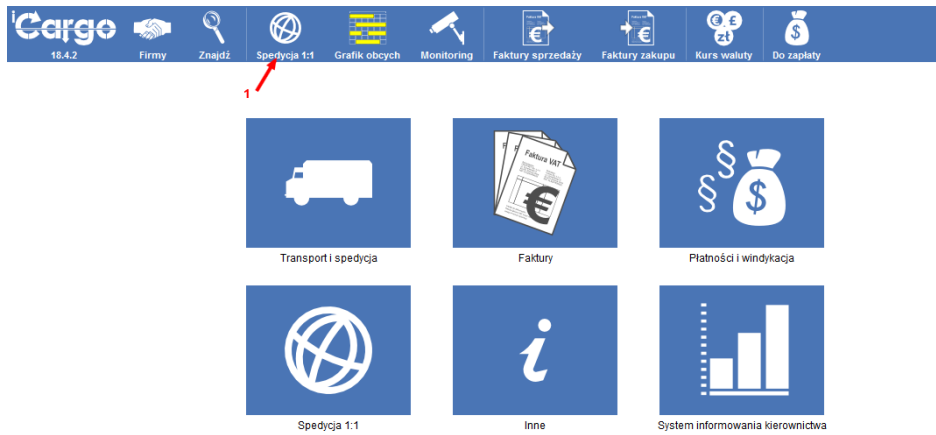 iCargo
18.4.2
Firmy
Znajdź
Spedycja 1:1
Grafik obcych
Monitoring
Faktury sprzedaży
Faktury zakupu
Kurs waluty
Do zapłaty
1
Faktura VAT
Transport i spedycja
Faktury
Płatności i windykacja
Spedycja 1:1
Inne
System informowania kierownictwa